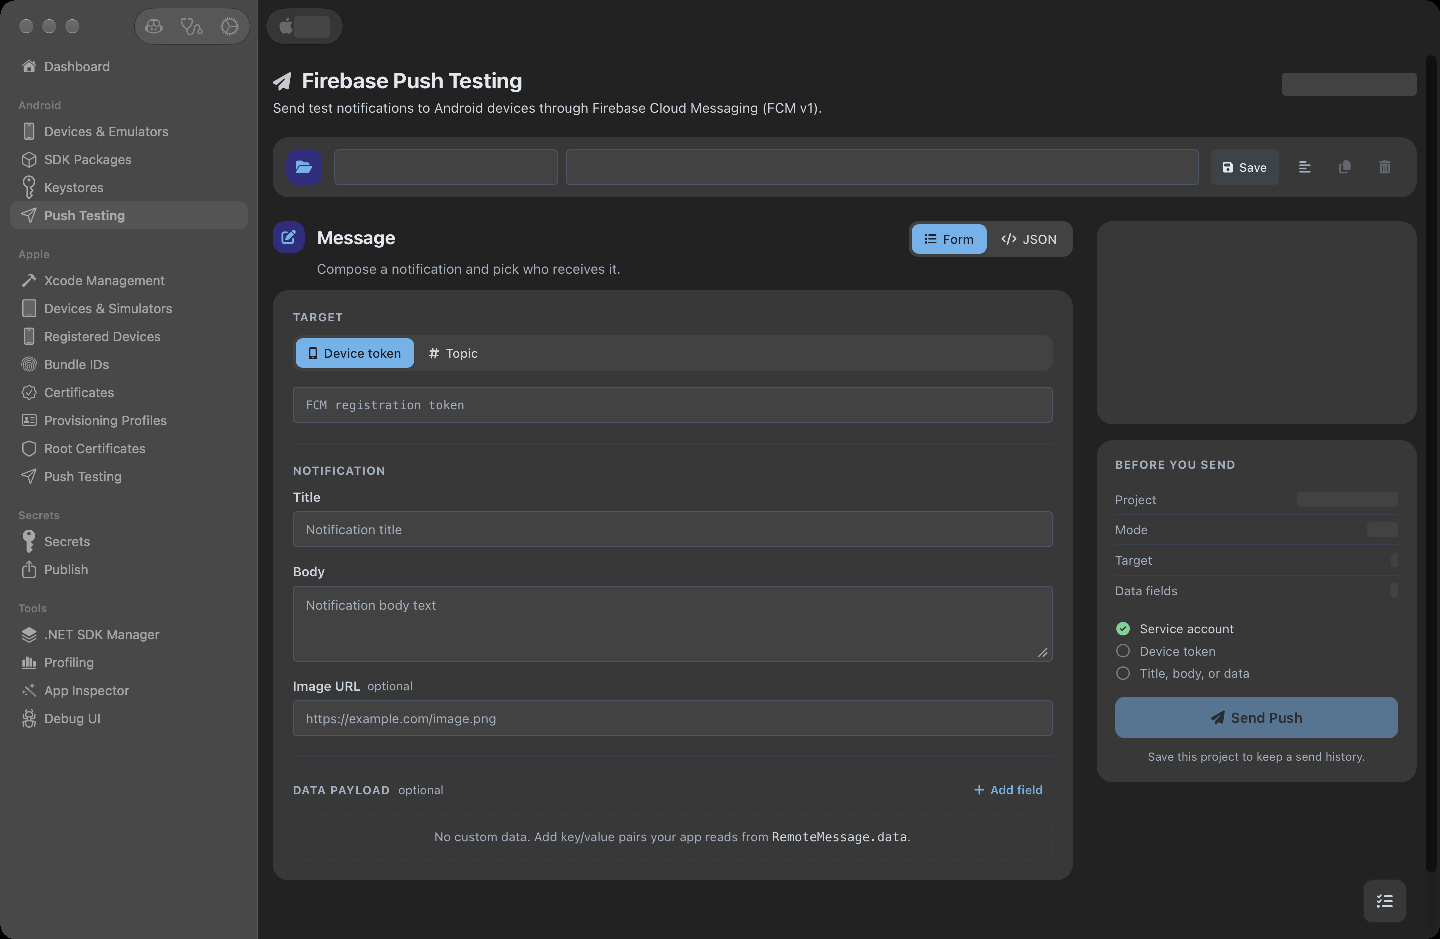 Dashboard
Android
Devices & Emulators
SDK Packages
Keystores
Push Testing
Apple
Xcode Management
Devices & Simulators
Registered Devices
Bundle IDs
Certificates
Provisioning Profiles
Root Certificates
Push Testing
Secrets
Secrets
Publish
Tools
.NET SDK Manager
Profiling
App Inspector
Debug UI
Firebase Push Testing
Send test notifications to Android devices through Firebase Cloud Messaging (FCM v1).
Save
Message
Form
</> JSON
Compose a notification and pick who receives it.
TARGET
Device token
# Topic
FCM registration token
NOTIFICATION
Title
Notification title
Body
Notification body text
Image URL optional
https://example.com/image.png
DATA PAYLOAD optional
+ Add field
No custom data. Add key/value pairs your app reads from RemoteMessage.data.
BEFORE YOU SEND
Project
Mode
Target
Data fields
Service account
Device token
Title, body, or data
Send Push
Save this project to keep a send history.